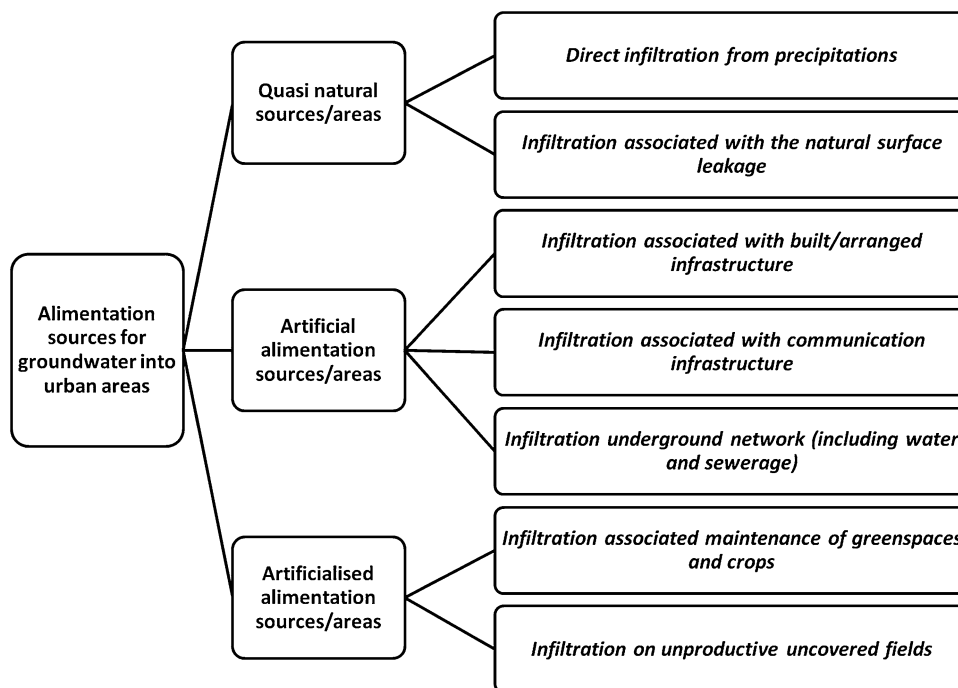 Direct infiltration from precipitations
Quasi natural
sources/areas
Infiltration associated with the natural surface
leakage
Infiltration associated with built/arranged
infrastructure
Alimentation
sources for
groundwater into
urban areas
Artificial
alimentation
sources/areas
Infiltration associated with communication
infrastructure
Infiltration underground network (including water
and sewerage)
Infiltration associated maintenance of greenspaces
and crops
Artificialised
alimentation
sources/areas
Infiltration on unproductive uncovered fields